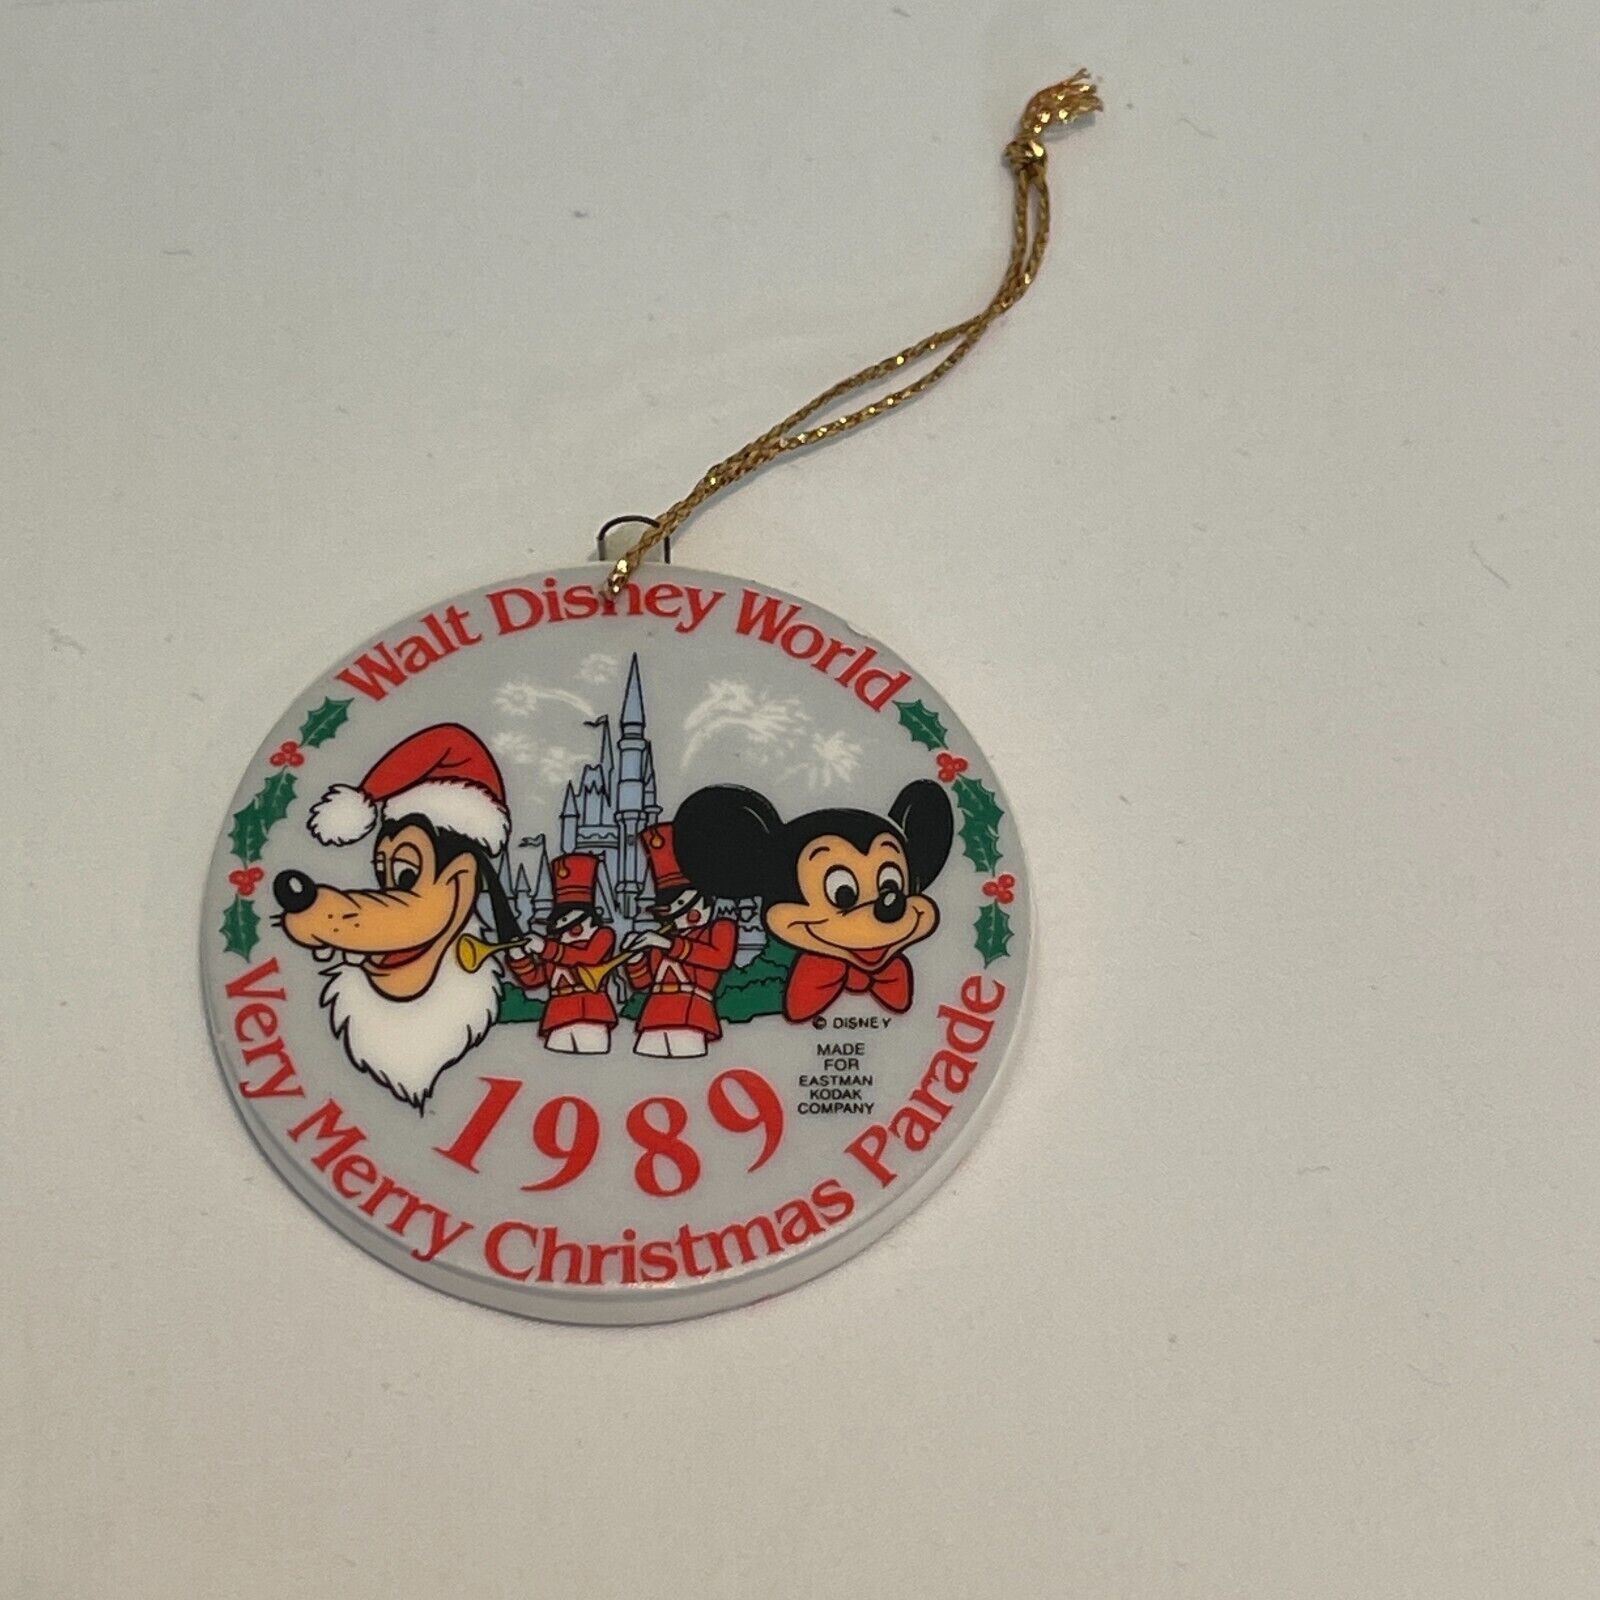 Walt Disney World
© DISNEY
MADE
FOR
EASTMAN
KODAK
COMPANY
1989
Very Merry Christmas Parade